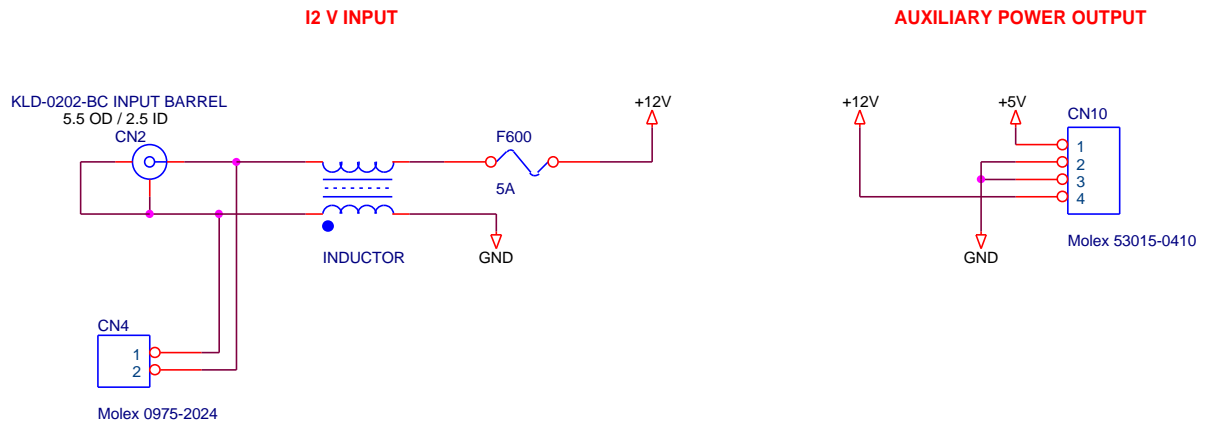 I2 V INPUT
AUXILIARY POWER OUTPUT
KLD-0202-BC INPUT BARREL
5.5 OD / 2.5 ID
CN2
F600
5A
+12V
INDUCTOR
GND
CN4
1
2
Molex 0975-2024
+12V
+5V
CN10
1
2
3
4
GND
Molex 53015-0410